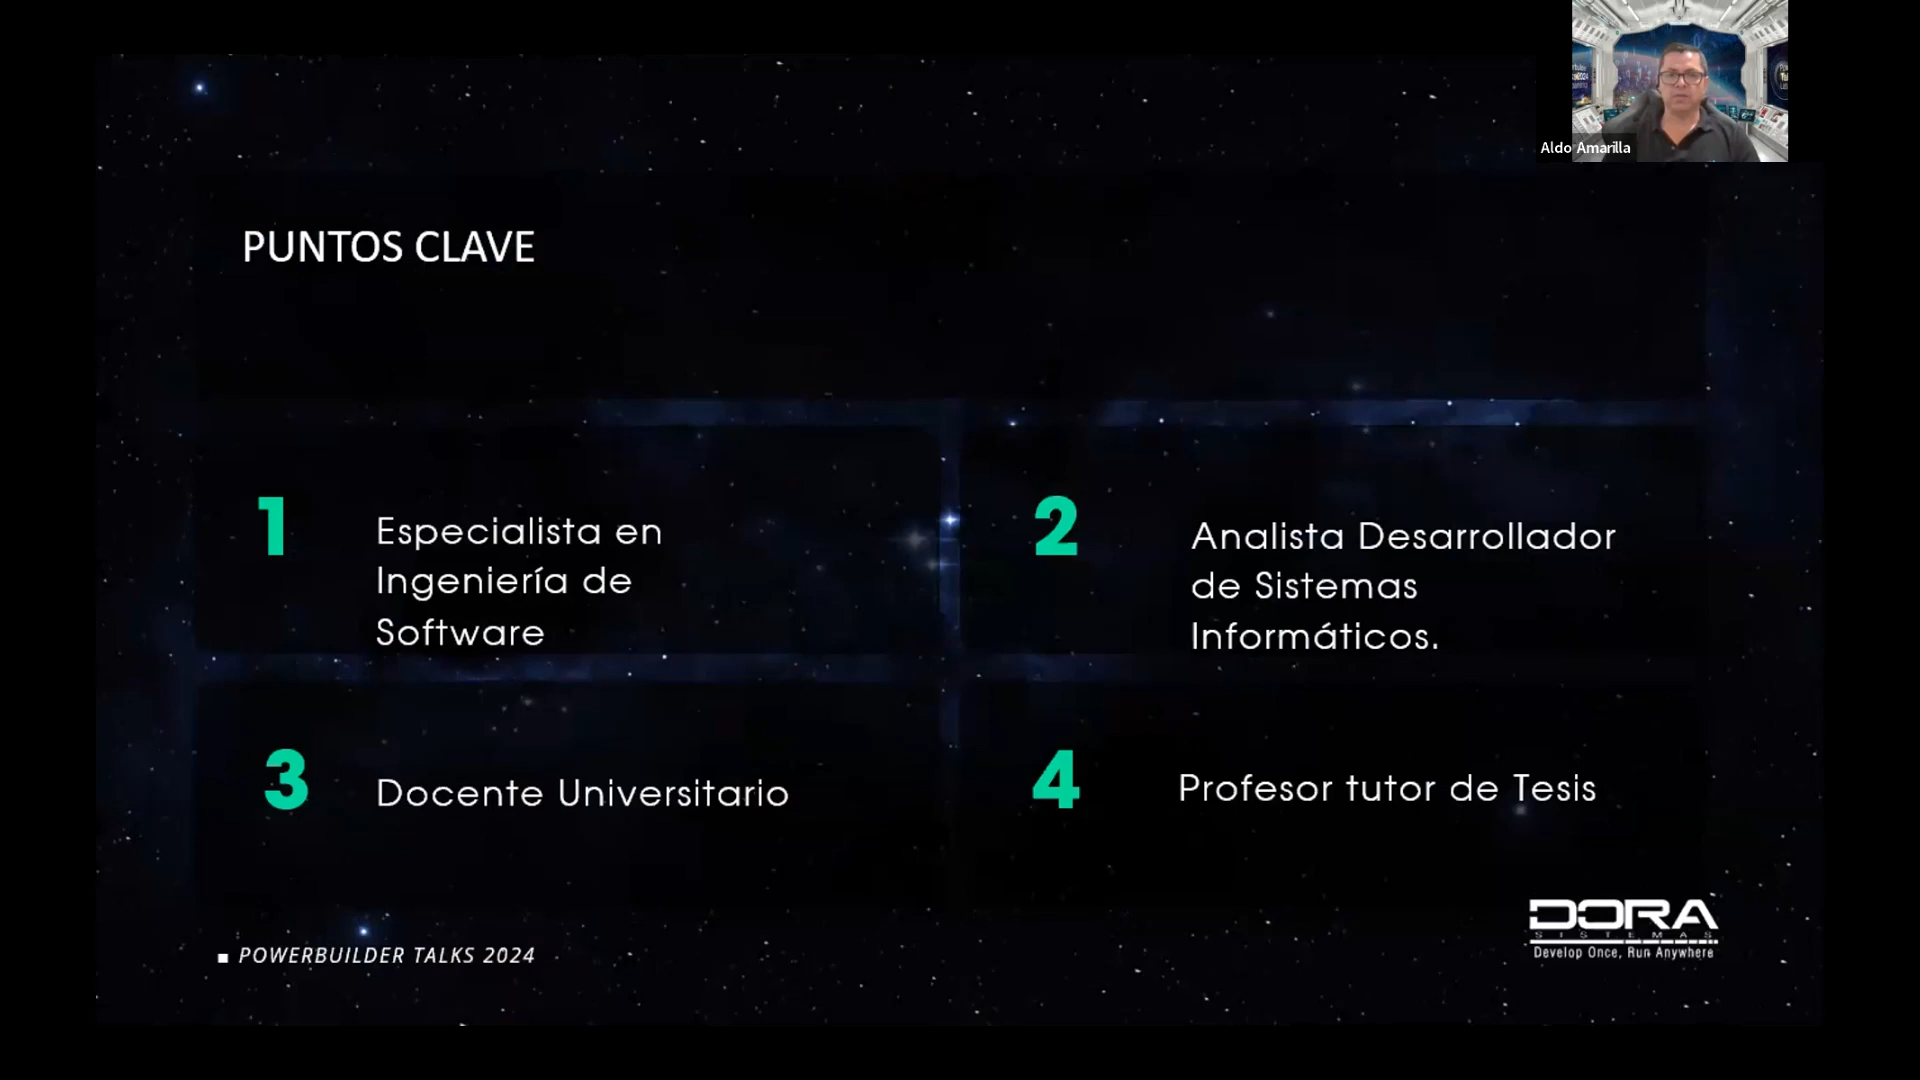 Aldo Amarilla
PUNTOS CLAVE
1
Especialista en
Ingeniería de
Software
2
Analista Desarrollador
de Sistemas
Informáticos.
3
Docente Universitario
4
Profesor tutor de Tesis
POWERBUILDER TALKS 2024
DORA
SISTEMAS
Develop Once, Run Anywhere